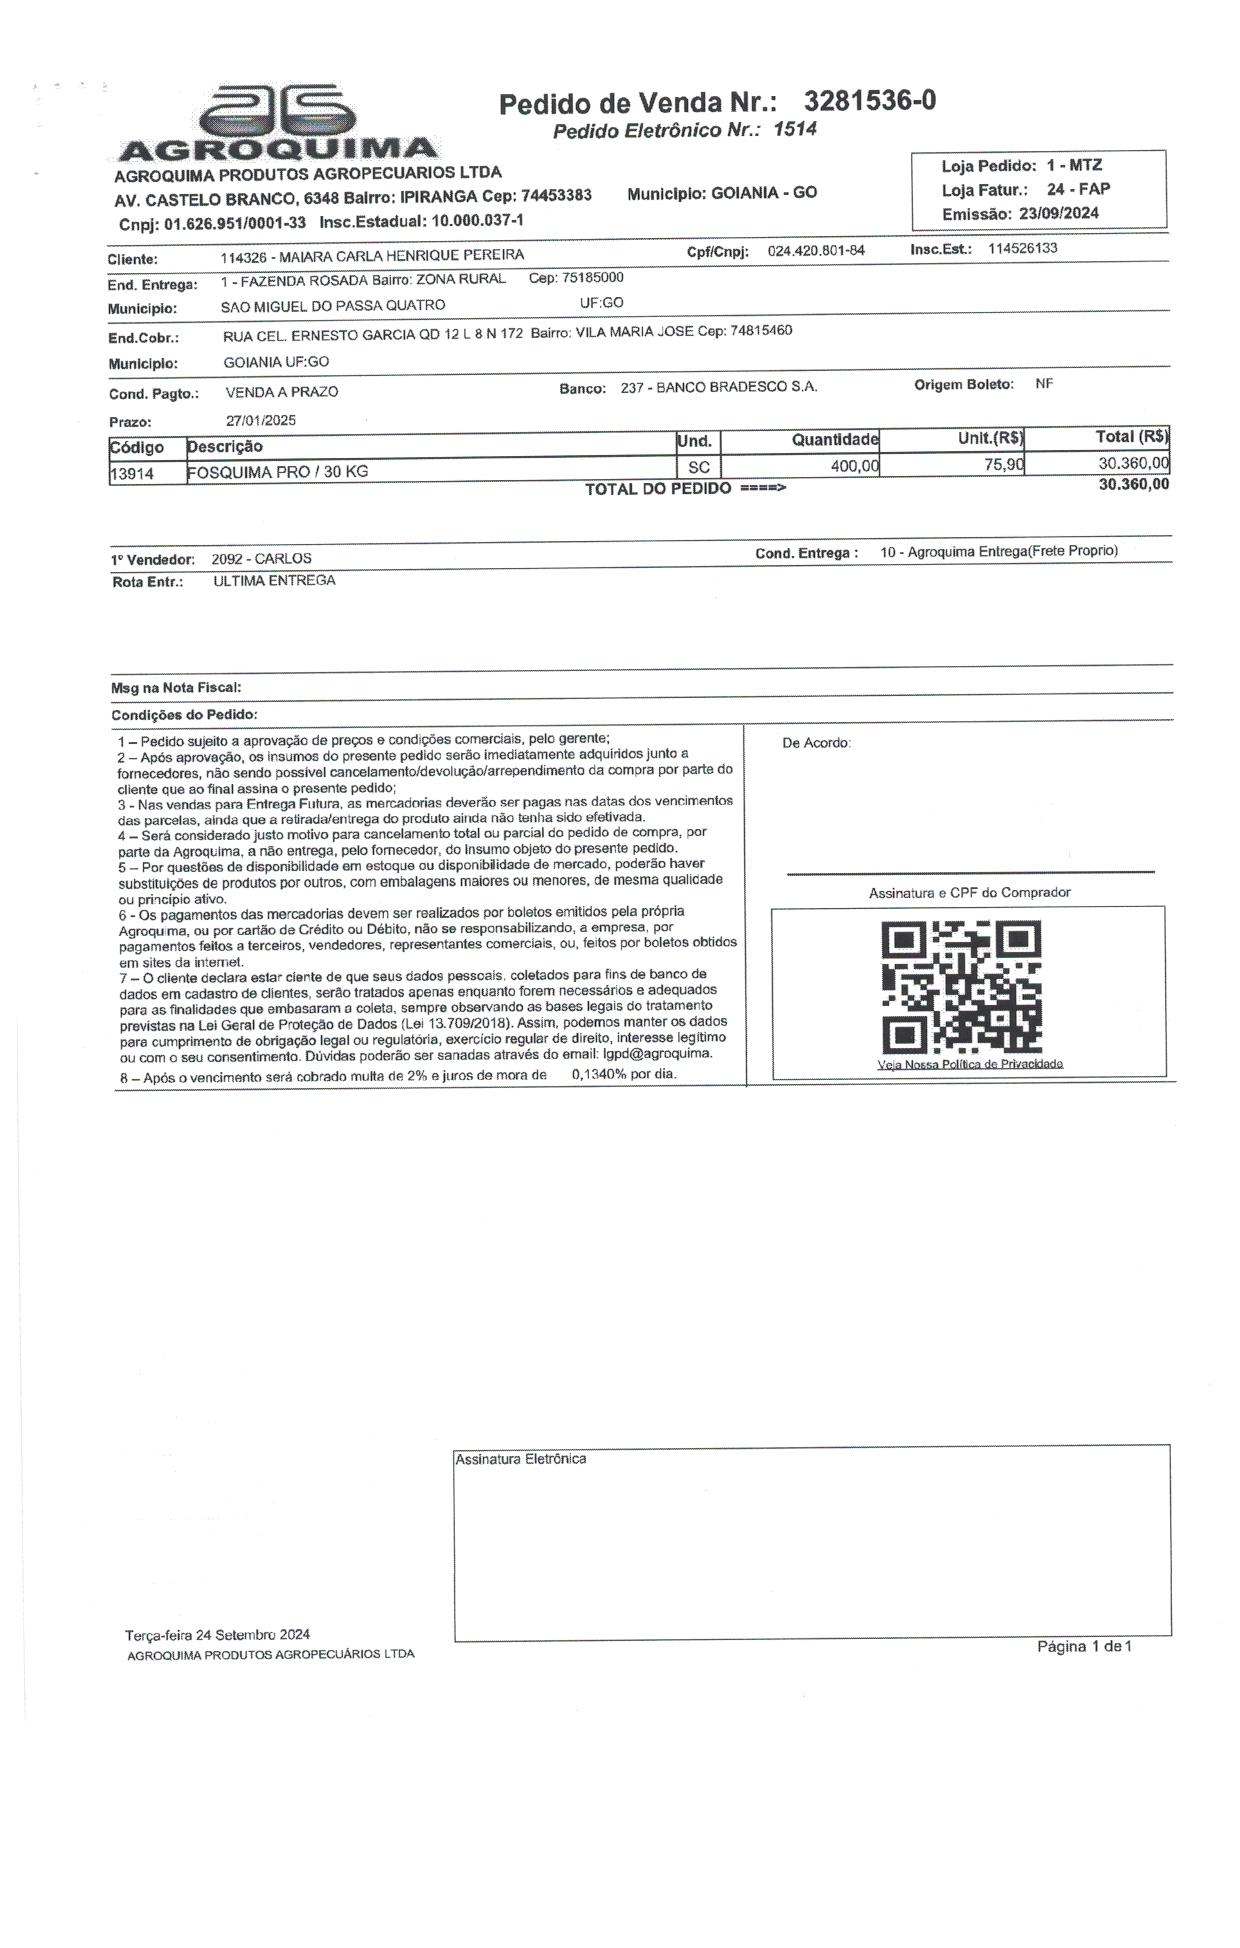 AGROQUIMA
Pedido de Venda Nr.: 3281536-0
Pedido Eletrônico Nr.: 1514
AGROQUIMA PRODUTOS AGROPECUARIOS LTDA
AV. CASTELO BRANCO, 6348 Bairro: IPIRANGA Cep: 74453383 Municipio: GOIANIA - GO
Cnpj: 01.626.951/0001-33 Insc.Estadual: 10.000.037-1
Loja Pedido: 1 - MTZ
Loja Fatur.: 24 - FAP
Emissão: 23/09/2024
Cliente: 114326 - MAIARA CARLA HENRIQUE PEREIRA Cpf/Cnpj: 024.420.801-84 Insc.Est.: 114526133
End. Entrega: 1 - FAZENDA ROSADA Bairro: ZONA RURAL Cep: 75185000
Municipio: SAO MIGUEL DO PASSA QUATRO UF:GO
End.Cobr.: RUA CEL. ERNESTO GARCIA QD 12 L 8 N 172 Bairro: VILA MARIA JOSE Cep: 74815460
Municipio: GOIANIA UF:GO
Cond. Pagto.: VENDA A PRAZO Banco: 237 - BANCO BRADESCO S.A. Origem Boleto: NF
Prazo: 27/01/2025
Código Descrição Und. Quantidade Unit.(R$) Total (R$)
13914 FOSQUIMA PRO / 30 KG SC 400,00 75,90 30.360,00
TOTAL DO PEDIDO ====> 30.360,00
1º Vendedor: 2092 - CARLOS Cond. Entrega : 10 - Agroquima Entrega(Frete Proprio)
Rota Entr.: ULTIMA ENTREGA
Msg na Nota Fiscal:
Condições do Pedido:
1 – Pedido sujeito a aprovação de preços e condições comerciais, pelo gerente;
2 – Após aprovação, os insumos do presente pedido serão imediatamente adquiridos junto a
fornecedores, não sendo possível cancelamento/devolução/arrependimento da compra por parte do
cliente que ao final assina o presente pedido;
3 - Nas vendas para Entrega Futura, as mercadorias deverão ser pagas nas datas dos vencimentos
das parcelas, ainda que a retirada/entrega do produto ainda não tenha sido efetivada.
4 – Será considerado justo motivo para cancelamento total ou parcial do pedido de compra, por
parte da Agroquima, a não entrega, pelo fornecedor, do Insumo objeto do presente pedido.
5 – Por questões de disponibilidade em estoque ou disponibilidade de mercado, poderão haver
substituições de produtos por outros, com embalagens maiores ou menores, de mesma qualidade
ou princípio ativo.
6 - Os pagamentos das mercadorias devem ser realizados por boletos emitidos pela própria
Agroquima, ou por cartão de Crédito ou Débito, não se responsabilizando, a empresa, por
pagamentos feitos a terceiros, vendedores, representantes comerciais, ou, feitos por boletos obtidos
em sites da internet.
7 – O cliente declara estar ciente de que seus dados pessoais, coletados para fins de banco de
dados em cadastro de clientes, serão tratados apenas enquanto forem necessários e adequados
para as finalidades que embasaram a coleta, sempre observando as bases legais do tratamento
previstas na Lei Geral de Proteção de Dados (Lei 13.709/2018). Assim, podemos manter os dados
para cumprimento de obrigação legal ou regulatória, exercício regular de direito, interesse legítimo
ou com o seu consentimento. Dúvidas poderão ser sanadas através do email: lgpd@agroquima.
8 – Após o vencimento será cobrado multa de 2% e juros de mora de 0,1340% por dia.
De Acordo:
Assinatura e CPF do Comprador
Veja Nossa Política de Privacidade
Assinatura Eletrônica
Terça-feira 24 Setembro 2024
AGROQUIMA PRODUTOS AGROPECUÁRIOS LTDA
Página 1 de 1